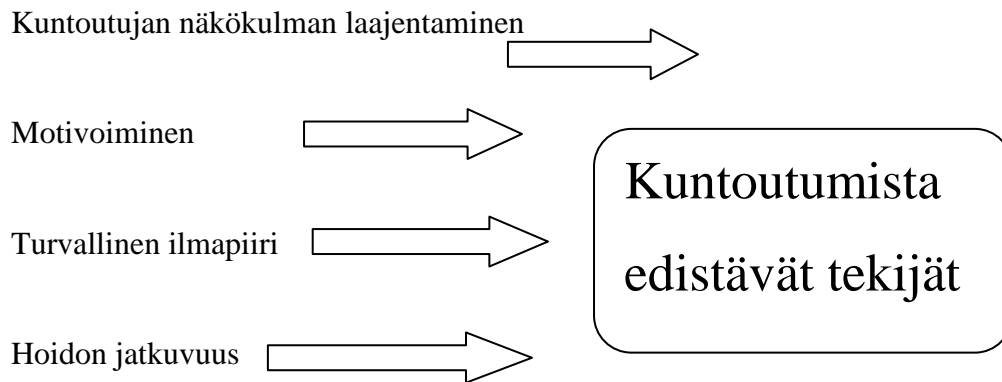 Kuntoutujan näkökulman laajentaminen
Motivoiminen
Turvallinen ilmapiiri
Hoidon jatkuvuus
Kuntoutumista
edistävät tekijät